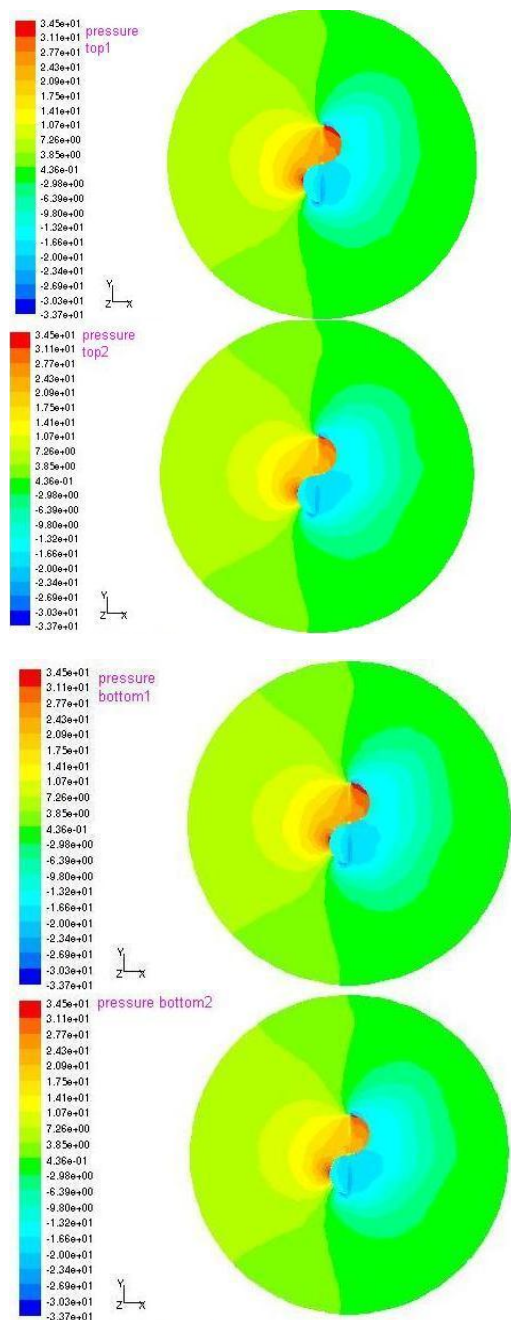 3.45e+01
pressure
3.11e+01
top1
2.77e+01
2.43e+01
2.09e+01
1.75e+01
1.41e+01
1.07e+01
7.26e+00
3.85e+00
4.36e-01
-2.98e+00
-6.39e+00
-9.80e+00
-1.32e+01
-1.66e+01
-2.00e+01
-2.34e+01
-2.69e+01
-3.03e+01
-3.37e+01
Y
Z X
3.45e+01
pressure
3.11e+01
top2
2.77e+01
2.43e+01
2.09e+01
1.75e+01
1.41e+01
1.07e+01
7.26e+00
3.85e+00
4.36e-01
-2.98e+00
-6.39e+00
-9.80e+00
-1.32e+01
-1.66e+01
-2.00e+01
-2.34e+01
-2.69e+01
-3.03e+01
-3.37e+01
Y
Z X
3.45e+01
pressure
3.11e+01
bottom1
2.77e+01
2.43e+01
2.09e+01
1.75e+01
1.41e+01
1.07e+01
7.26e+00
3.85e+00
4.36e-01
-2.98e+00
-6.39e+00
-9.80e+00
-1.32e+01
-1.66e+01
-2.00e+01
-2.34e+01
-2.69e+01
-3.03e+01
-3.37e+01
Y
Z X
3.45e+01
pressure bottom2
3.11e+01
2.77e+01
2.43e+01
2.09e+01
1.75e+01
1.41e+01
1.07e+01
7.26e+00
3.85e+00
4.36e-01
-2.98e+00
-6.39e+00
-9.80e+00
-1.32e+01
-1.66e+01
-2.00e+01
-2.34e+01
-2.69e+01
-3.03e+01
-3.37e+01
Y
Z X